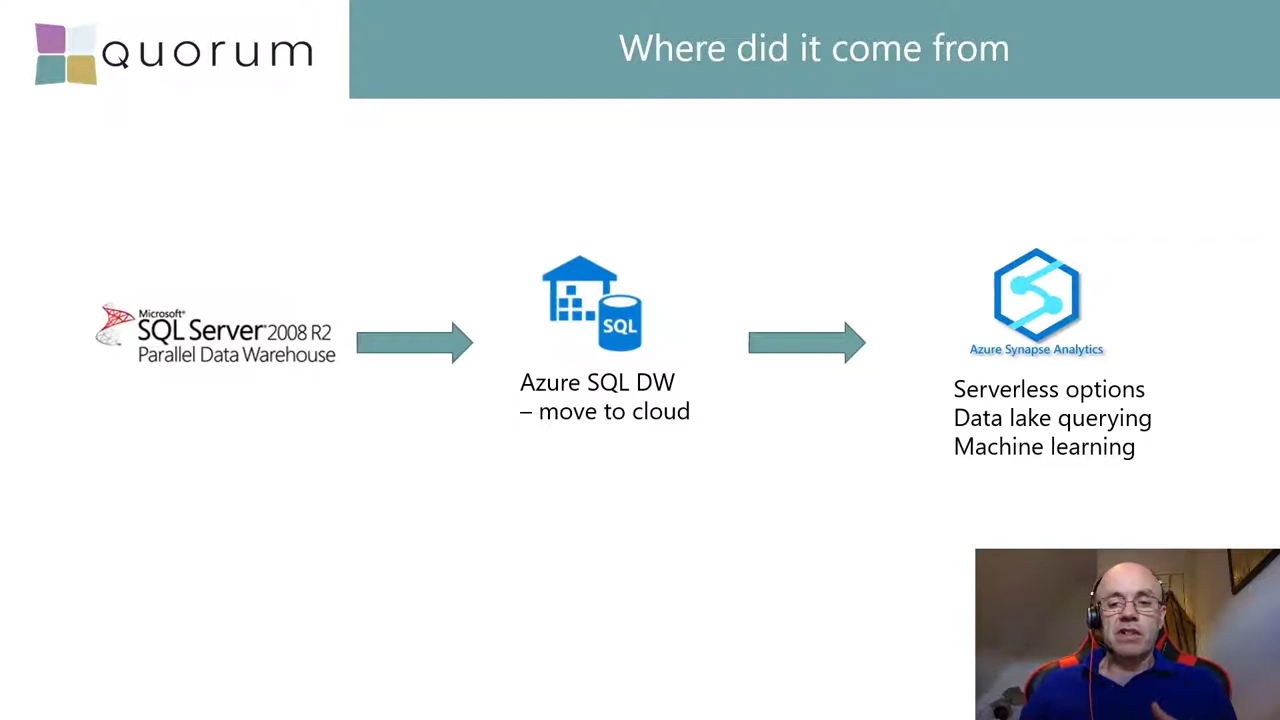 quorum
Where did it come from
Microsoft®
SQL Server® 2008 R2
Parallel Data Warehouse
SQL
Azure SQL DW
– move to cloud
Azure Synapse Analytics
Serverless options
Data lake querying
Machine learning